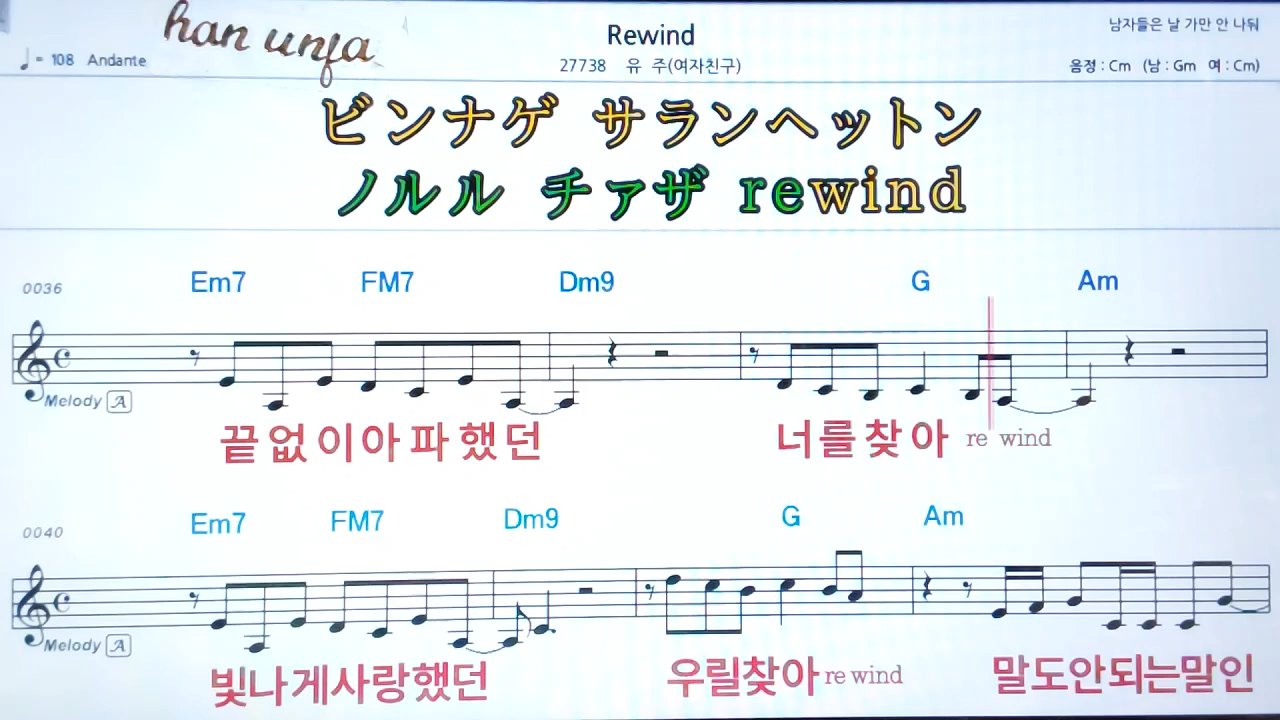 han unja
Rewind
남자들은 날 가만 안 나둬
♩= 108 Andante
27738 유 주(여자친구)
음정 : Cm (남 : Gm 여 : Cm)
ビンナゲ サランヘットン
ノルル チァザ rewind
0036
Em7 FM7 Dm9 G Am
Melody A
끝없이아파했던 너를찾아 re wind
0040
Em7 FM7 Dm9 G Am
Melody A
빛나게사랑했던 우릴찾아 re wind 말도안되는말인